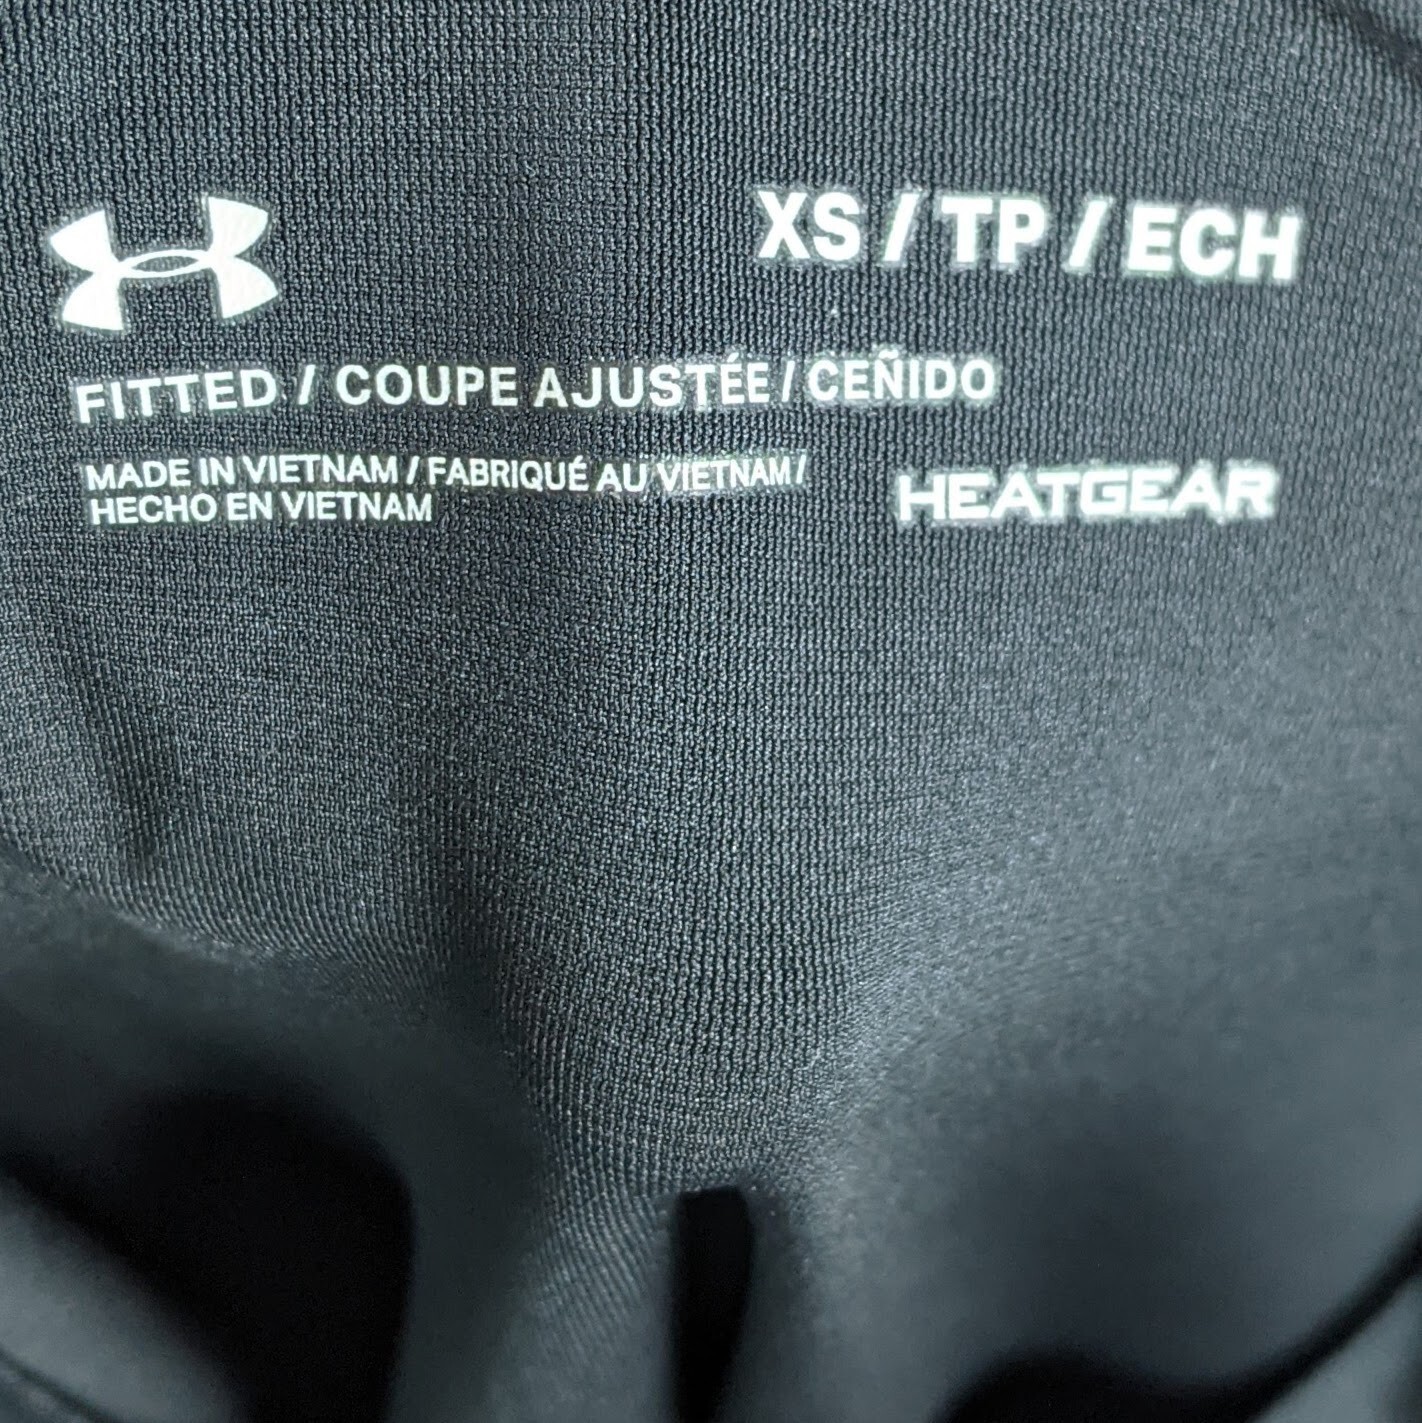 XS / TP / ECH
FITTED / COUPE AJUSTÉE / CEÑIDO
MADE IN VIETNAM / FABRIQUÉ AU VIETNAM /
HECHO EN VIETNAM
HEATGEAR